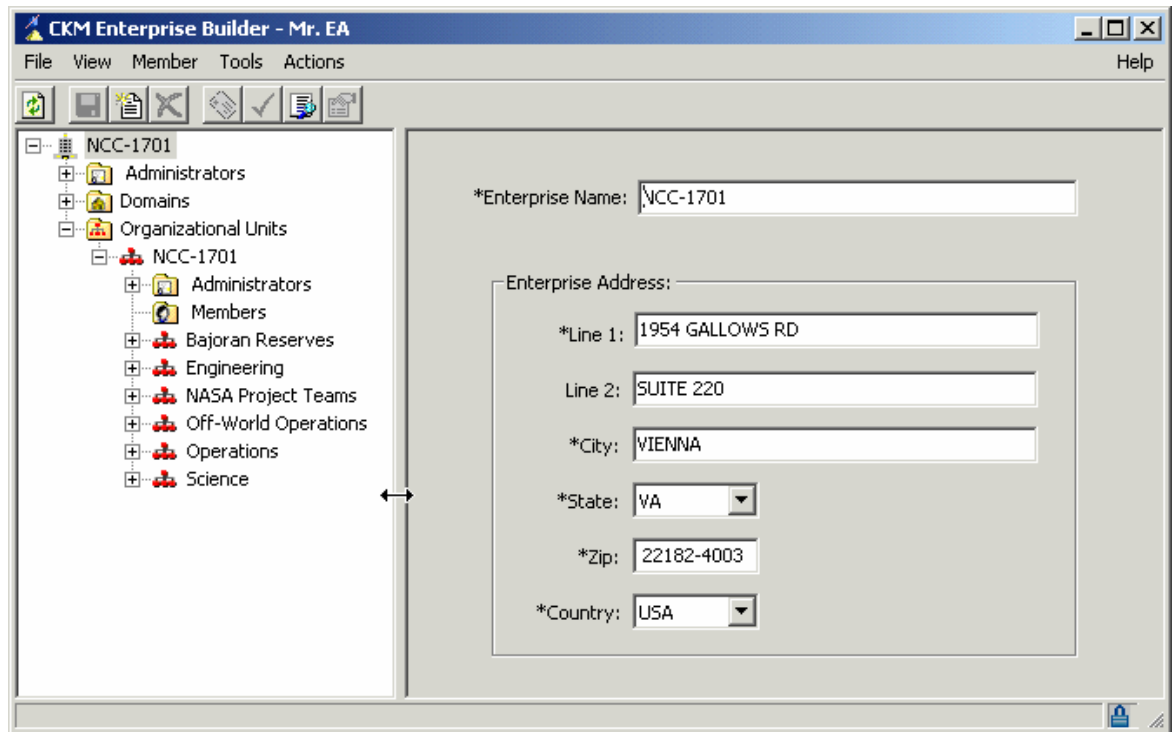 CKM Enterprise Builder - Mr. EA
File View Member Tools Actions Help
NCC-1701
Administrators
Domains
Organizational Units
NCC-1701
Administrators
Members
Bajoran Reserves
Engineering
NASA Project Teams
Off-World Operations
Operations
Science
*Enterprise Name: NCC-1701
Enterprise Address:
*Line 1: 1954 GALLOWS RD
Line 2: SUITE 220
*City: VIENNA
*State: VA
*Zip: 22182-4003
*Country: USA